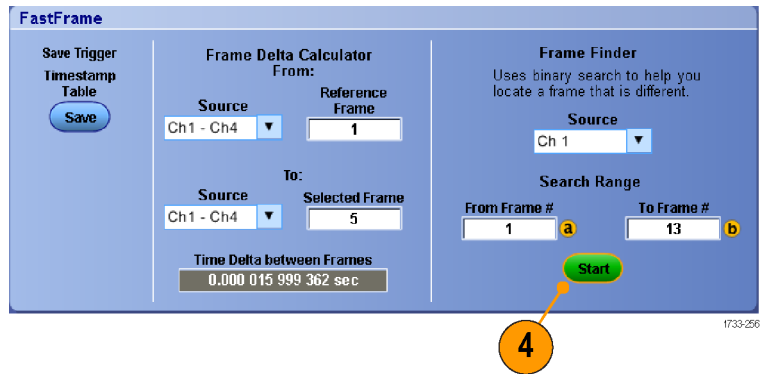 FastFrame
Save Trigger
Timestamp
Table
Save
Frame Delta Calculator
From:
Source
Reference
Frame
Ch1 - Ch4
1
To:
Source
Selected Frame
Ch1 - Ch4
5
Time Delta between Frames
0.000 015 999 362 sec
Frame Finder
Uses binary search to help you
locate a frame that is different.
Source
Ch 1
Search Range
From Frame #
To Frame #
1
a
13
b
Start
4
1733-256